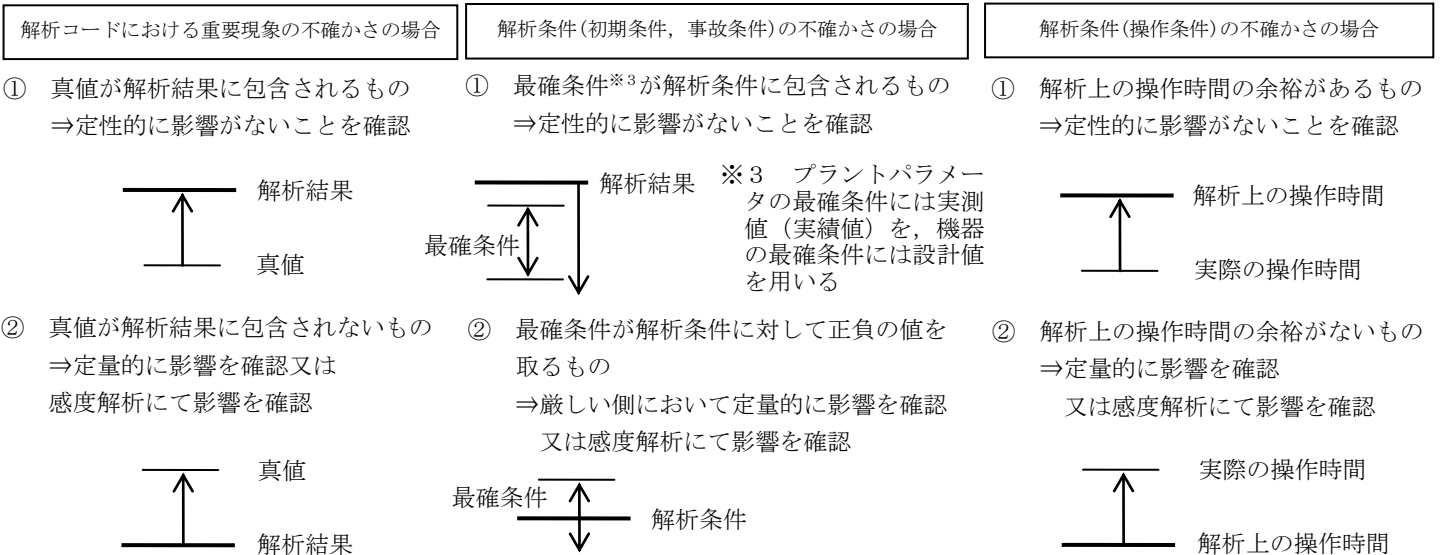 解析コードにおける重要現象の不確かさの場合
① 真値が解析結果に包含されるもの
⇒定性的に影響がないことを確認
解析結果
真値
② 真値が解析結果に包含されないもの
⇒定量的に影響を確認又は
感度解析にて影響を確認
真値
解析結果
解析条件(初期条件，事故条件)の不確かさの場合
① 最確条件※3が解析条件に包含されるもの
⇒定性的に影響がないことを確認
解析結果
最確条件
※３ プラントパラメー
タの最確条件には実測
値（実績値）を，機器
の最確条件には設計値
を用いる
② 最確条件が解析条件に対して正負の値を
取るもの
⇒厳しい側において定量的に影響を確認
又は感度解析にて影響を確認
最確条件
解析条件
解析条件(操作条件)の不確かさの場合
① 解析上の操作時間の余裕があるもの
⇒定性的に影響がないことを確認
解析上の操作時間
実際の操作時間
② 解析上の操作時間の余裕がないもの
⇒定量的に影響を確認
又は感度解析にて影響を確認
実際の操作時間
解析上の操作時間